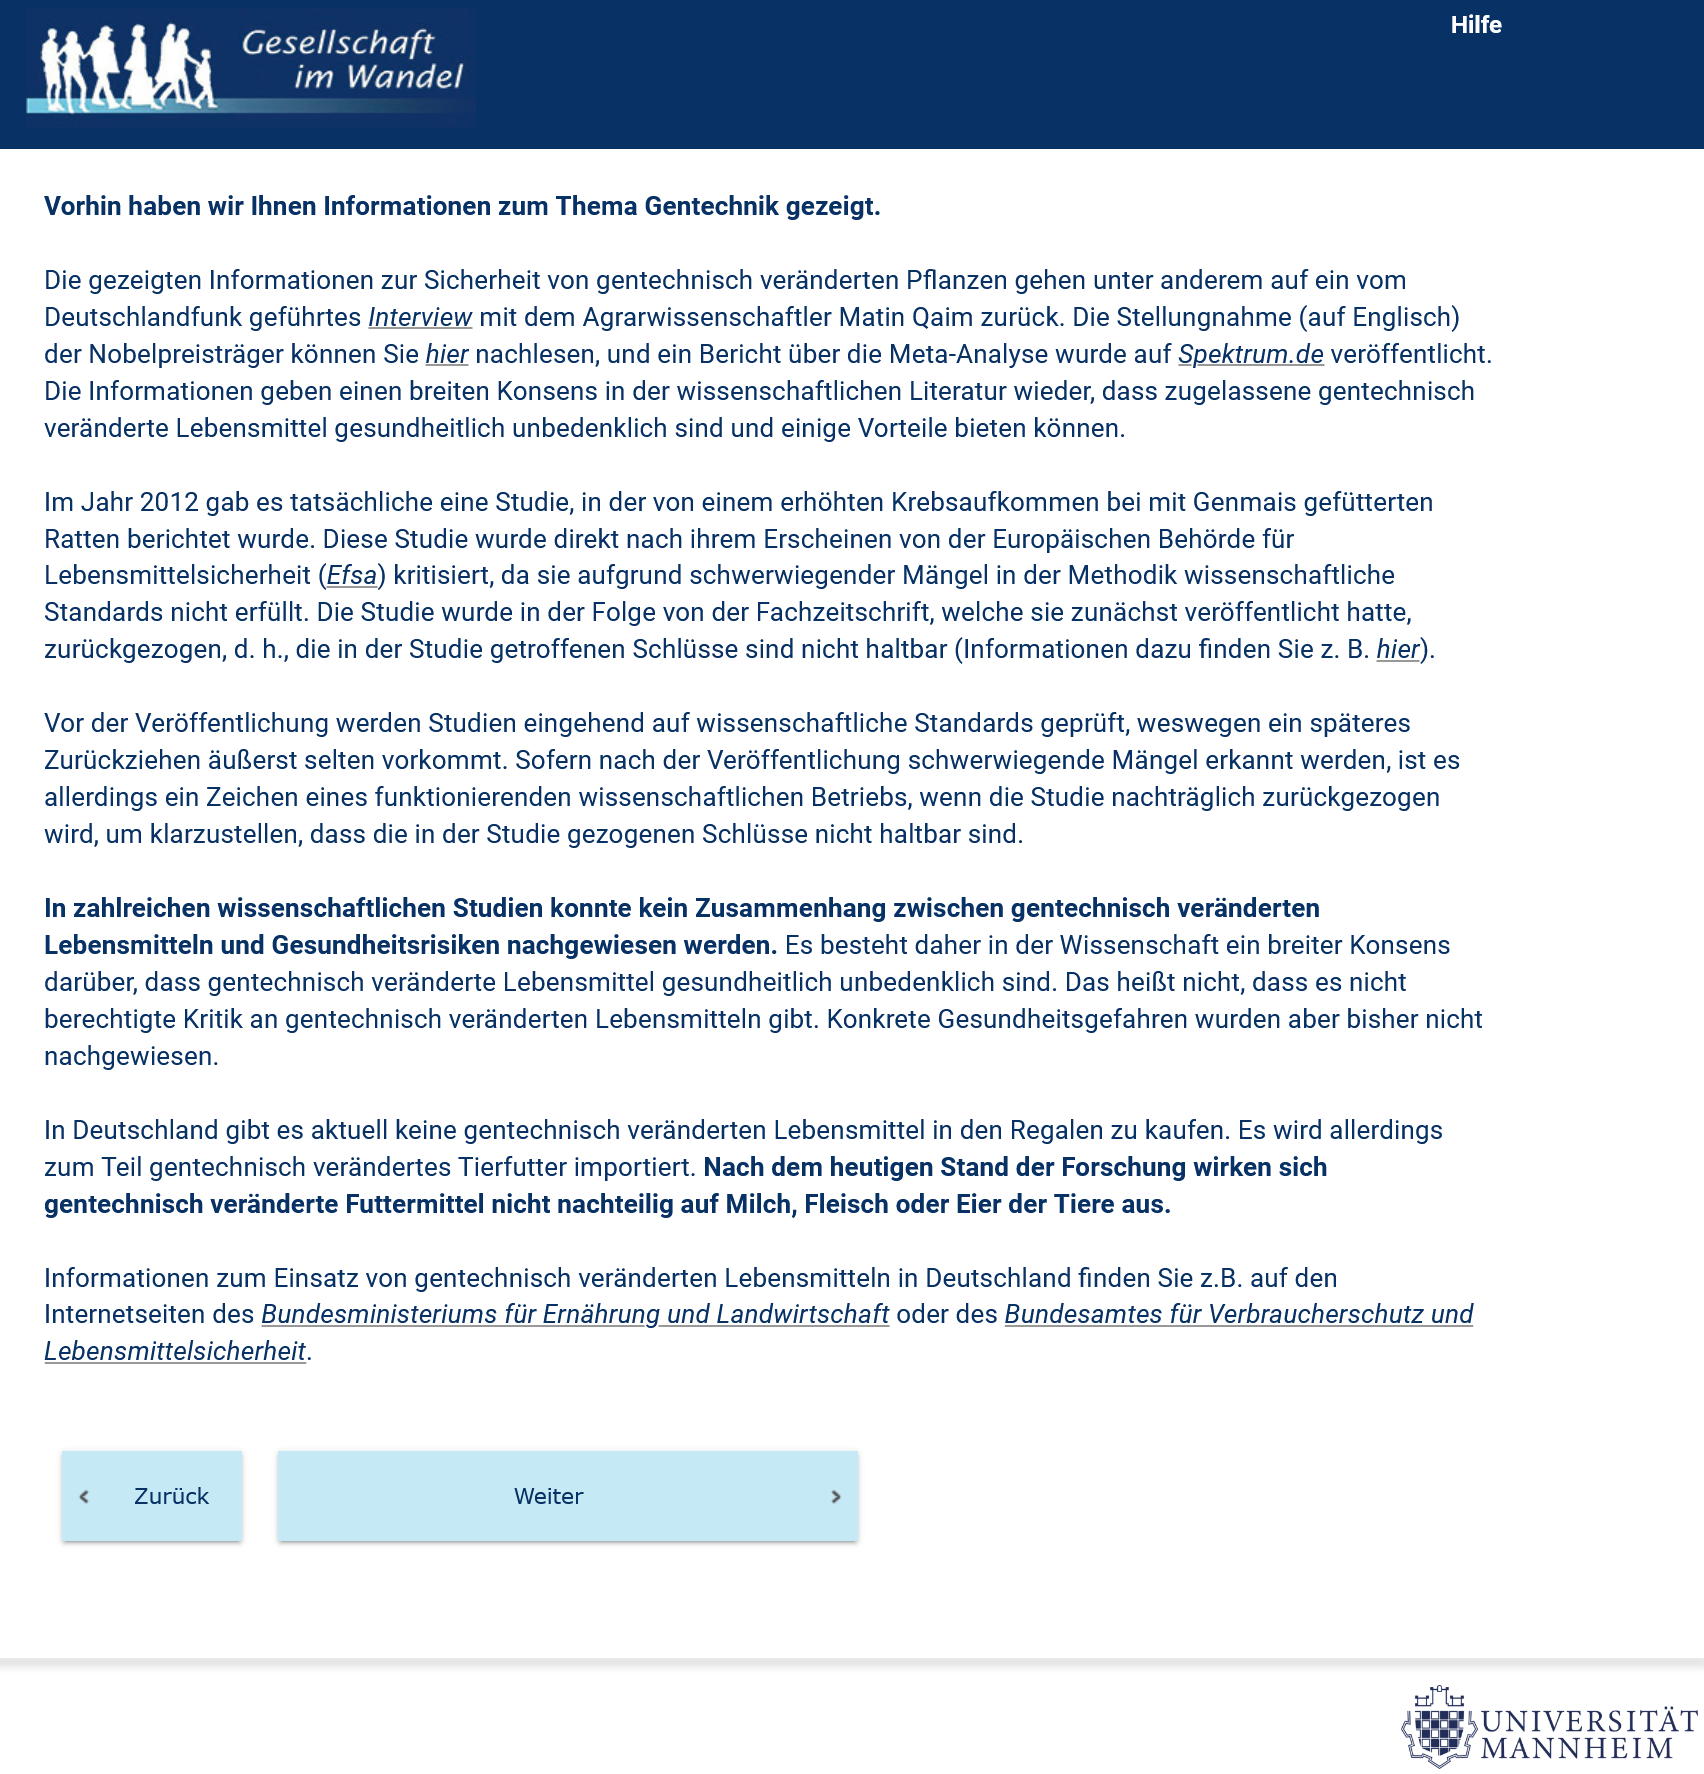 Gesellschaft
im Wandel
Hilfe
Vorhin haben wir Ihnen Informationen zum Thema Gentechnik gezeigt.
Die gezeigten Informationen zur Sicherheit von gentechnisch veränderten Pflanzen gehen unter anderem auf ein vom
Deutschlandfunk geführtes Interview mit dem Agrarwissenschaftler Matin Qaim zurück. Die Stellungnahme (auf Englisch)
der Nobelpreisträger können Sie hier nachlesen, und ein Bericht über die Meta-Analyse wurde auf Spektrum.de veröffentlicht.
Die Informationen geben einen breiten Konsens in der wissenschaftlichen Literatur wieder, dass zugelassene gentechnisch
veränderte Lebensmittel gesundheitlich unbedenklich sind und einige Vorteile bieten können.
Im Jahr 2012 gab es tatsächliche eine Studie, in der von einem erhöhten Krebsaufkommen bei mit Genmais gefütterten
Ratten berichtet wurde. Diese Studie wurde direkt nach ihrem Erscheinen von der Europäischen Behörde für
Lebensmittelsicherheit (Efsa) kritisiert, da sie aufgrund schwerwiegender Mängel in der Methodik wissenschaftliche
Standards nicht erfüllt. Die Studie wurde in der Folge von der Fachzeitschrift, welche sie zunächst veröffentlicht hatte,
zurückgezogen, d. h., die in der Studie getroffenen Schlüsse sind nicht haltbar (Informationen dazu finden Sie z. B. hier).
Vor der Veröffentlichung werden Studien eingehend auf wissenschaftliche Standards geprüft, weswegen ein späteres
Zurückziehen äußerst selten vorkommt. Sofern nach der Veröffentlichung schwerwiegende Mängel erkannt werden, ist es
allerdings ein Zeichen eines funktionierenden wissenschaftlichen Betriebs, wenn die Studie nachträglich zurückgezogen
wird, um klarzustellen, dass die in der Studie gezogenen Schlüsse nicht haltbar sind.
In zahlreichen wissenschaftlichen Studien konnte kein Zusammenhang zwischen gentechnisch veränderten
Lebensmitteln und Gesundheitsrisiken nachgewiesen werden. Es besteht daher in der Wissenschaft ein breiter Konsens
darüber, dass gentechnisch veränderte Lebensmittel gesundheitlich unbedenklich sind. Das heißt nicht, dass es nicht
berechtigte Kritik an gentechnisch veränderten Lebensmitteln gibt. Konkrete Gesundheitsgefahren wurden aber bisher nicht
nachgewiesen.
In Deutschland gibt es aktuell keine gentechnisch veränderten Lebensmittel in den Regalen zu kaufen. Es wird allerdings
zum Teil gentechnisch verändertes Tierfutter importiert. Nach dem heutigen Stand der Forschung wirken sich
gentechnisch veränderte Futtermittel nicht nachteilig auf Milch, Fleisch oder Eier der Tiere aus.
Informationen zum Einsatz von gentechnisch veränderten Lebensmitteln in Deutschland finden Sie z.B. auf den
Internetseiten des Bundesministeriums für Ernährung und Landwirtschaft oder des Bundesamtes für Verbraucherschutz und
Lebensmittelsicherheit.
Zurück
Weiter
UNIVERSITÄT
MANNHEIM